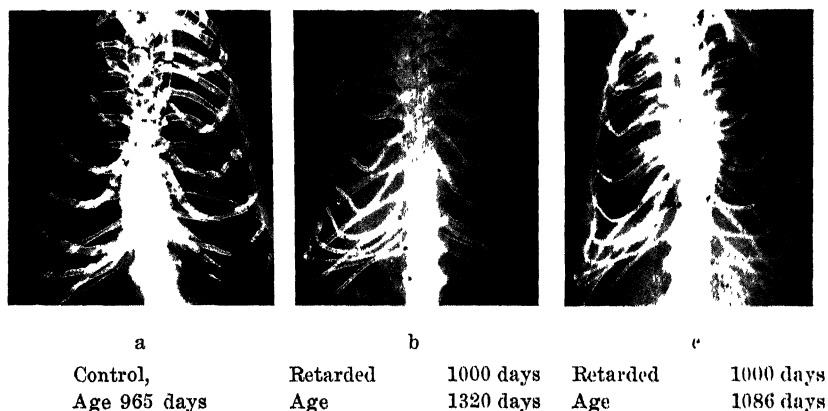 a b c
Control, Retarded 1000 days Retarded 1000 days
Age 965 days Age 1320 days Age 1086 days